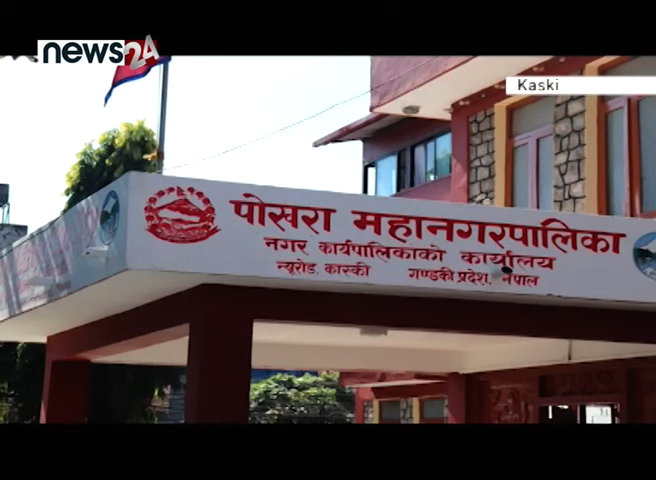 news24
Kaski
पोखरा महानगरपालिका
नगर कार्यपालिकाको कार्यालय
न्यूरोड, कास्की गण्डकी प्रदेश, नेपाल